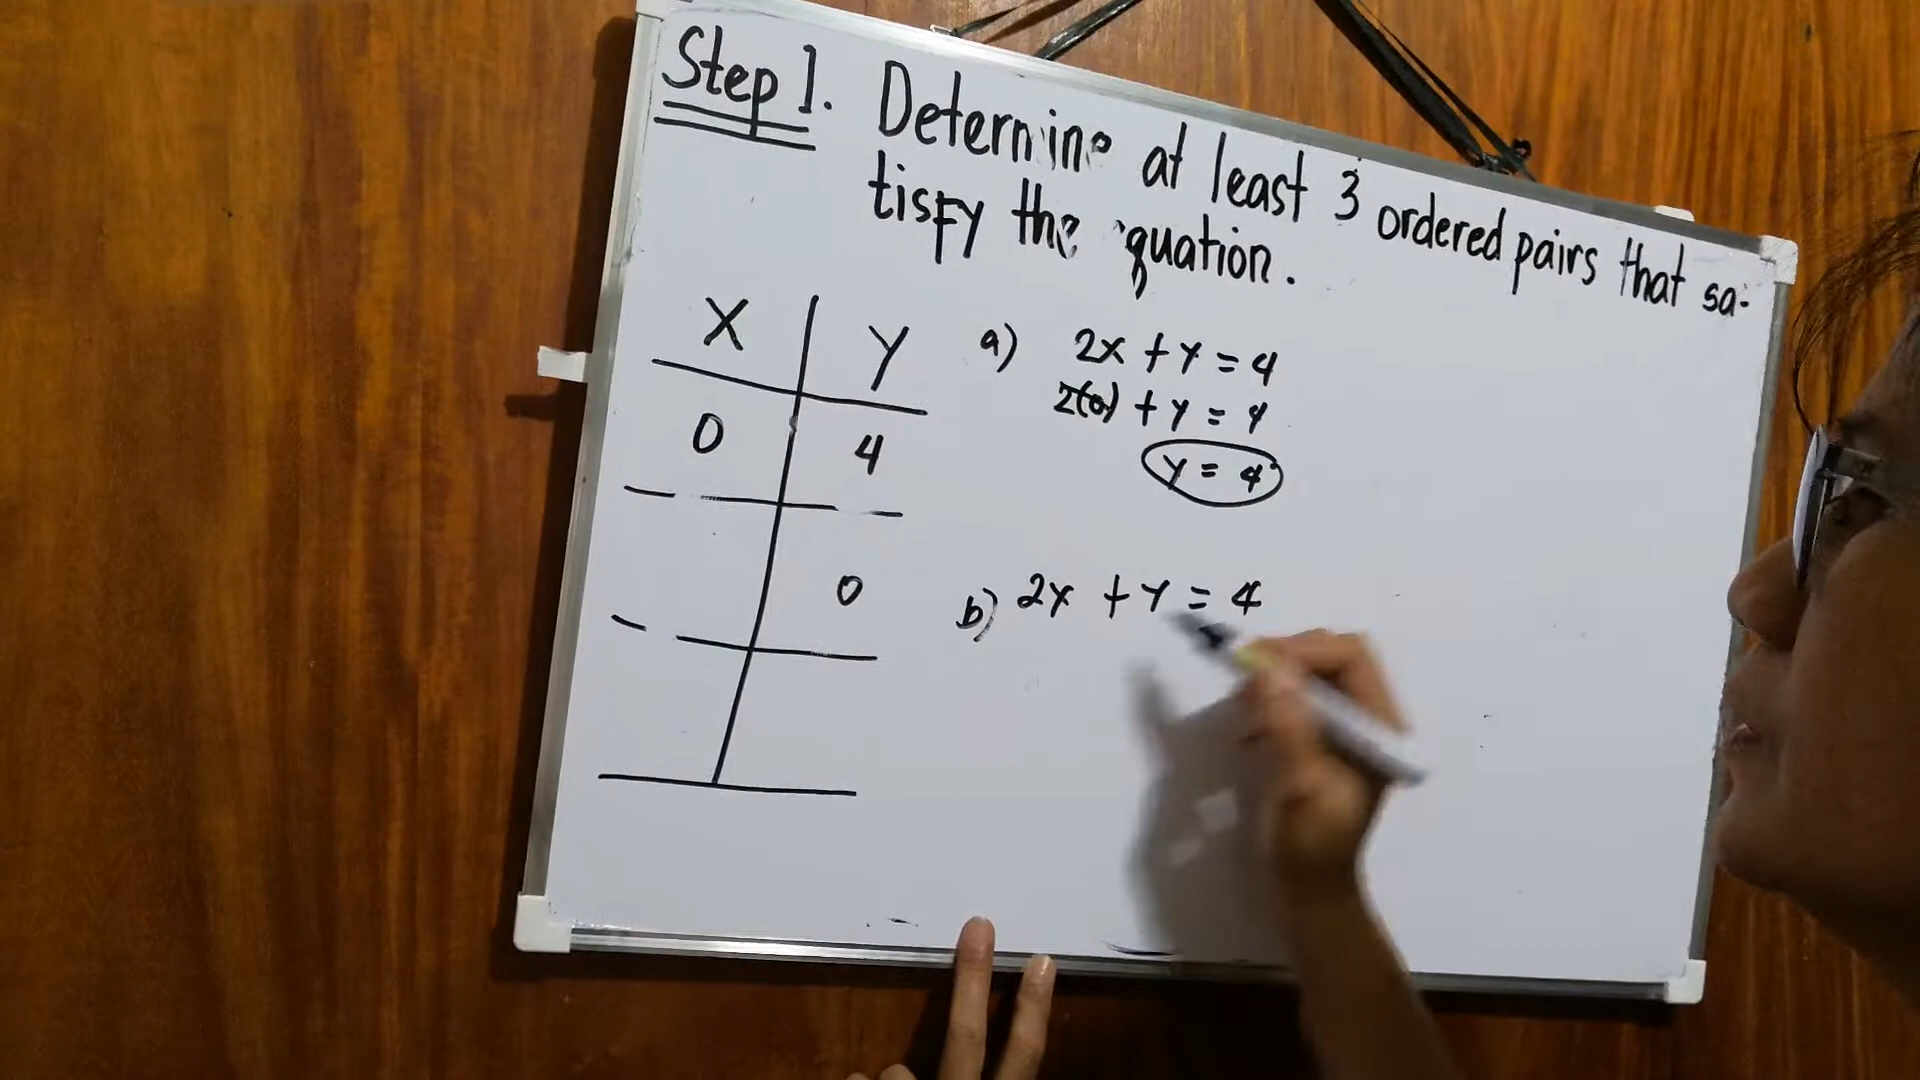 Step 1. Determine at least 3 ordered pairs that sa-
tisfy the equation.
X Y
0 4
0
a) 2x + y = 4
2(0) + y = 4
y = 4
b) 2x + y = 4